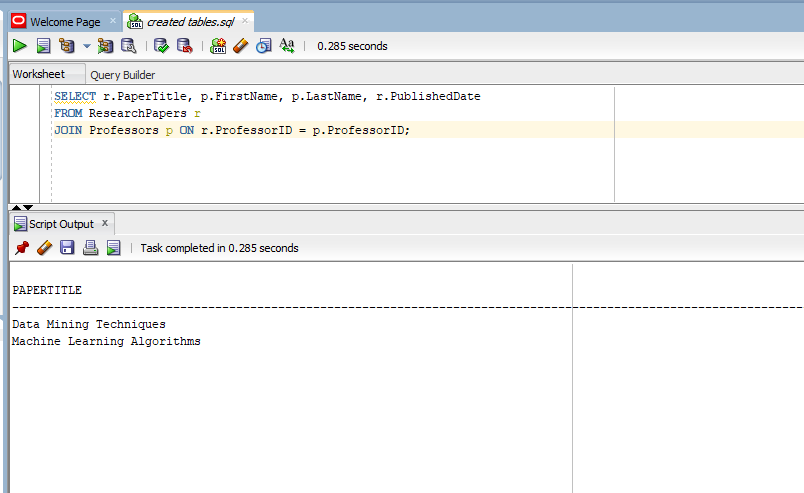 Welcome Page
created tables.sql
0.285 seconds
Worksheet
Query Builder
SELECT r.PaperTitle, p.FirstName, p.LastName, r.PublishedDate
FROM ResearchPapers r
JOIN Professors p ON r.ProfessorID = p.ProfessorID;
Script Output
Task completed in 0.285 seconds
PAPERTITLE
Data Mining Techniques
Machine Learning Algorithms